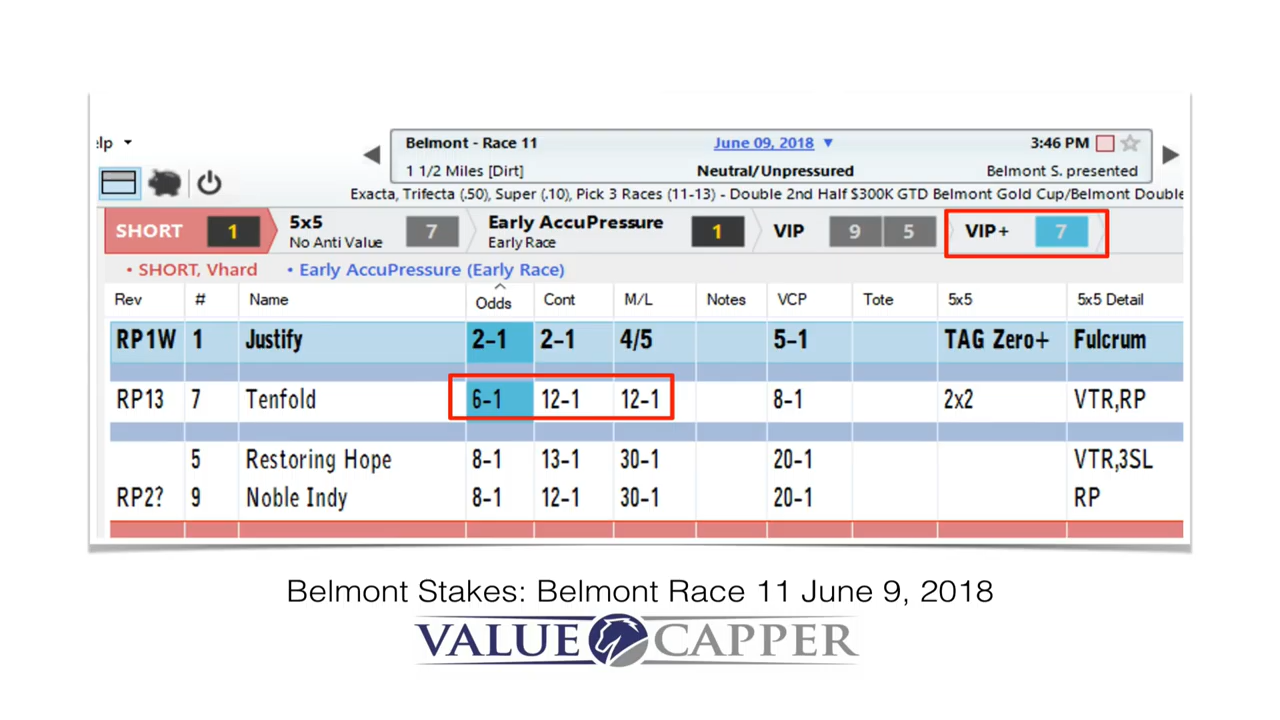 elp
Belmont - Race 11 June 09, 2018 3:46 PM
1 1/2 Miles [Dirt] Neutral/Unpressured Belmont S. presented
Exacta, Trifecta (.50), Super (.10), Pick 3 Races (11-13) - Double 2nd Half $300K GTD Belmont Gold Cup/Belmont Double
SHORT 1 5x5 No Anti Value 7 Early AccuPressure Early Race 1 VIP 9 5 VIP+ 7
• SHORT, Vhard • Early AccuPressure (Early Race)
Rev # Name Odds Cont M/L Notes VCP Tote 5x5 5x5 Detail
RP1W 1 Justify 2-1 2-1 4/5 5-1 TAG Zero+ Fulcrum
RP13 7 Tenfold 6-1 12-1 12-1 8-1 2x2 VTR,RP
5 Restoring Hope 8-1 13-1 30-1 20-1 VTR,3SL
RP2? 9 Noble Indy 8-1 12-1 30-1 20-1 RP
Belmont Stakes: Belmont Race 11 June 9, 2018
VALUE CAPPER